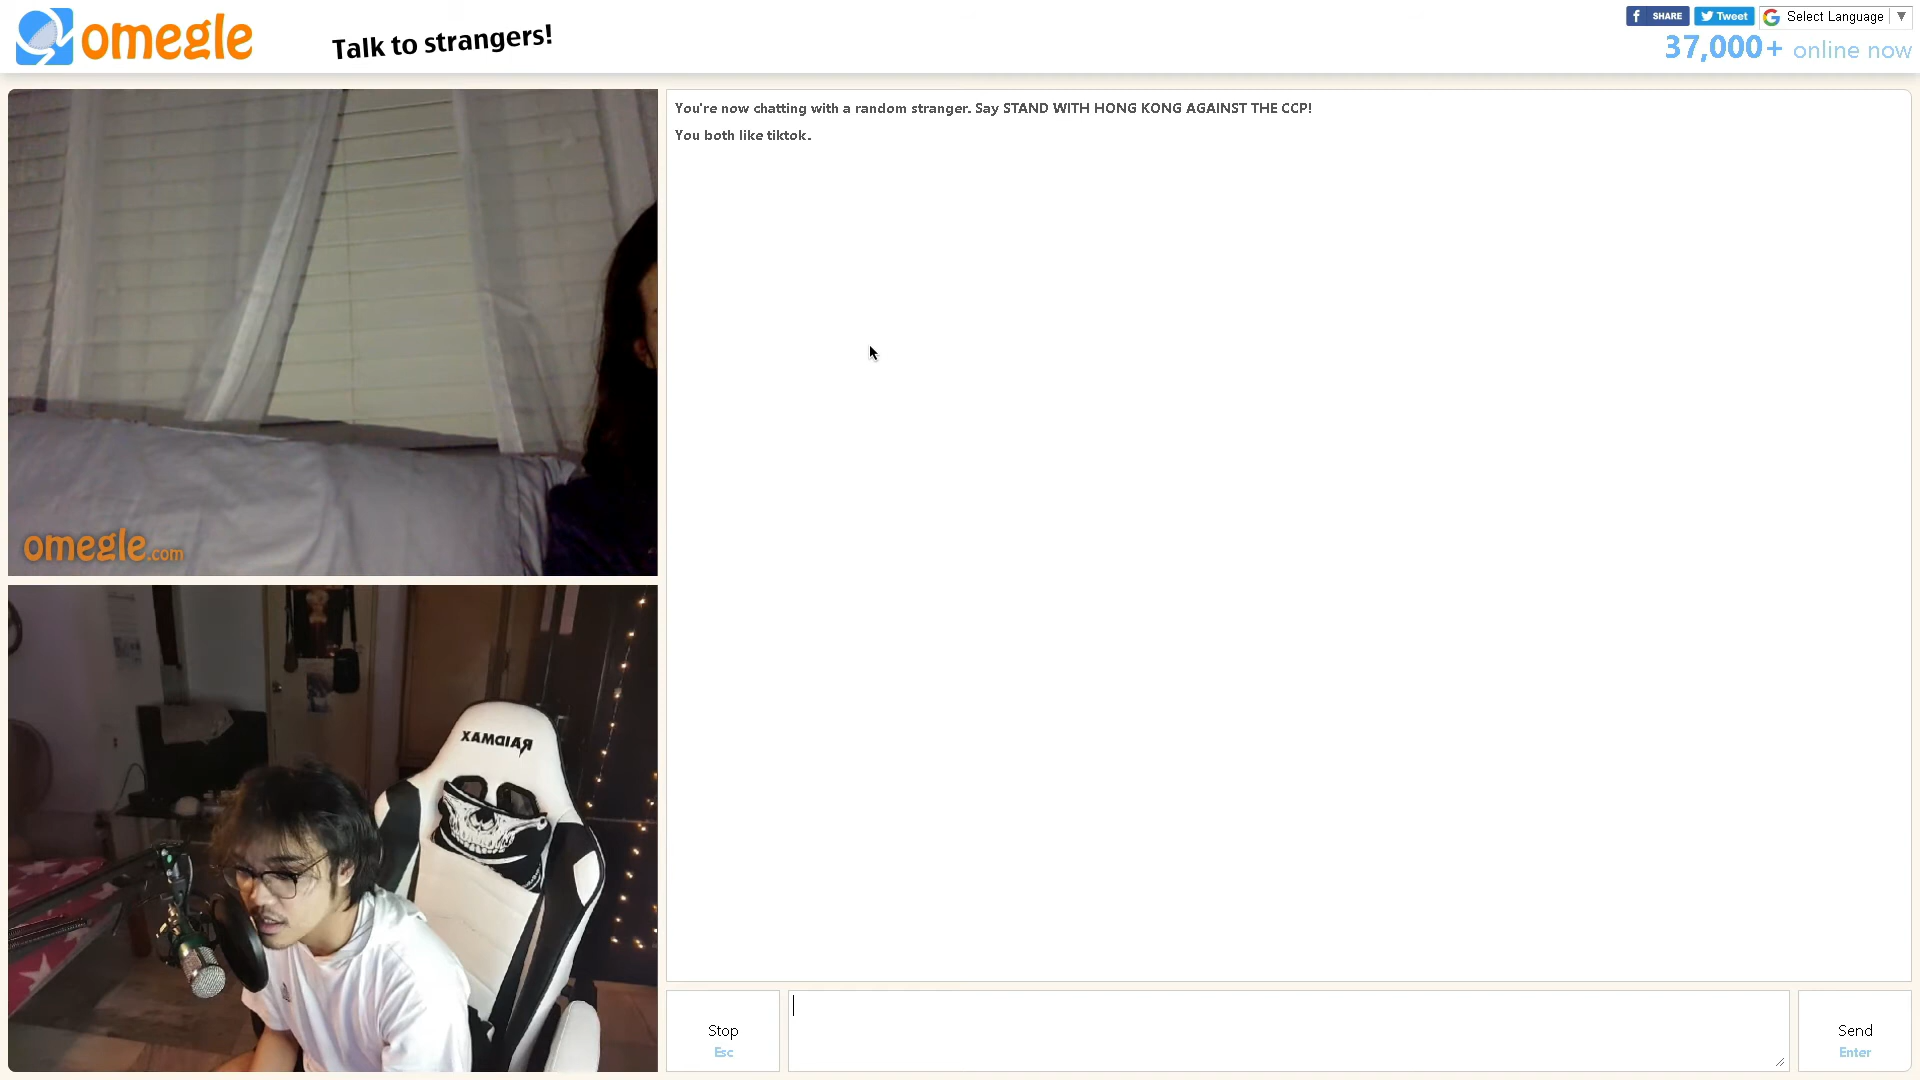 omegle
Talk to strangers!
SHARE
Tweet
Select Language
37,000+ online now
You're now chatting with a random stranger. Say STAND WITH HONG KONG AGAINST THE CCP!
You both like tiktok.
omegle.com
RAIDMAX
Stop
Esc
Send
Enter